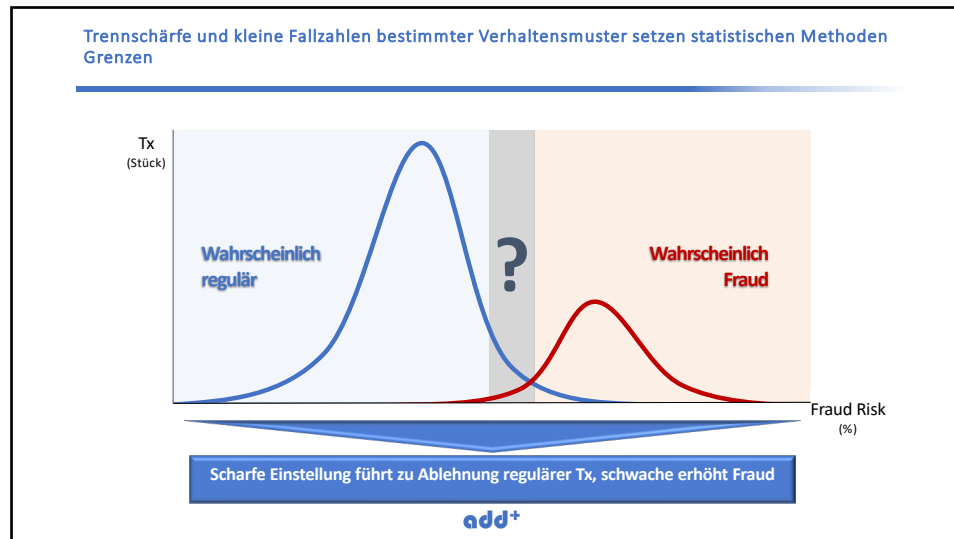 Trennschärfe und kleine Fallzahlen bestimmter Verhaltensmuster setzen statistischen Methoden
Grenzen
Tx
(Stück)
Wahrscheinlich
regulär
?
Wahrscheinlich
Fraud
Fraud Risk
(%)
Scharfe Einstellung führt zu Ablehnung regulärer Tx, schwache erhöht Fraud
add+